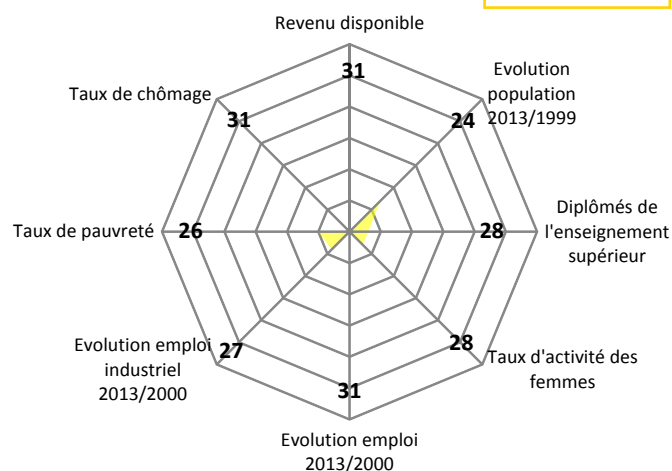 Revenu disponible
31
Evolution
population
2013/1999
24
Diplômés de
l'enseignement
supérieur
28
Taux d'activité des
femmes
28
Evolution emploi
2013/2000
31
Evolution emploi
industriel
2013/2000
27
Taux de pauvreté
26
Taux de chômage
31